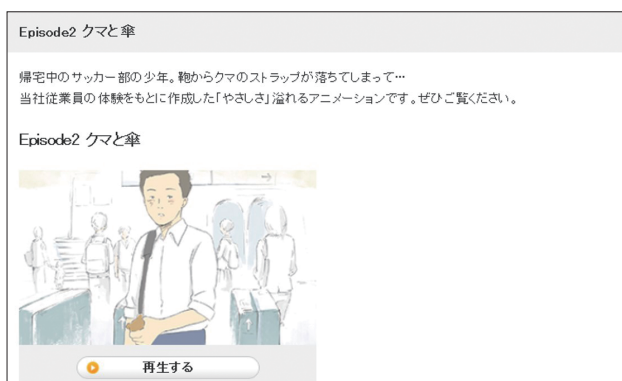 Episode2 クマと傘
帰宅中のサッカー部の少年。鞄からクマのストラップが落ちてしまって…
当社従業員の体験をもとに作成した「やさしさ」溢れるアニメーションです。ぜひご覧ください。
Episode2 クマと傘
再生する